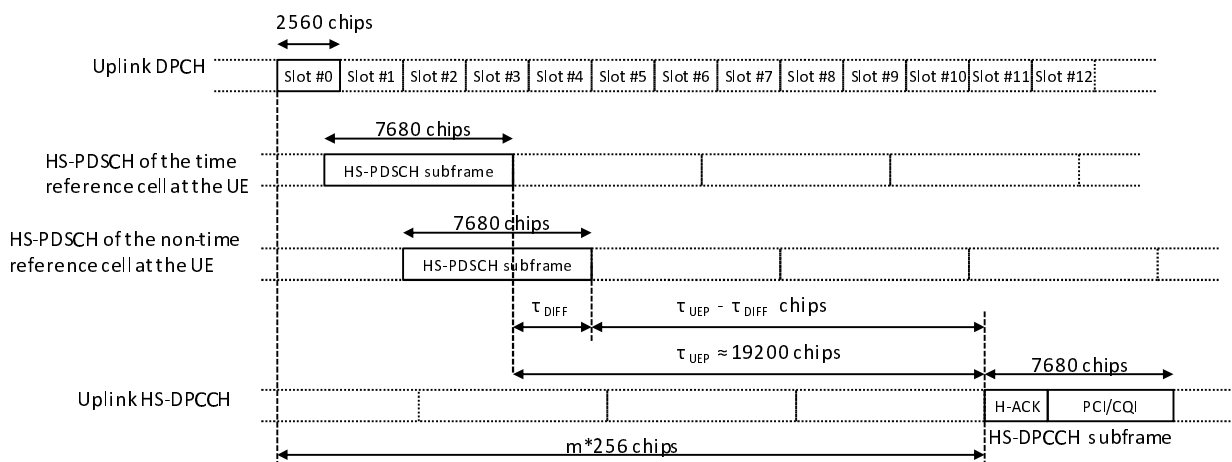 2560 chips
Uplink DPCH
Slot #0 Slot #1 Slot #2 Slot #3 Slot #4 Slot #5 Slot #6 Slot #7 Slot #8 Slot #9 Slot #10 Slot #11 Slot #12
7680 chips
HS-PDSCH of the time
reference cell at the UE
HS-PDSCH subframe
7680 chips
HS-PDSCH of the non-time
reference cell at the UE
HS-PDSCH subframe
τ DIFF
τ UEP - τ DIFF chips
τ UEP ≈ 19200 chips
7680 chips
Uplink HS-DPCCH
H-ACK PCI/CQI
HS-DPCCH subframe
m*256 chips